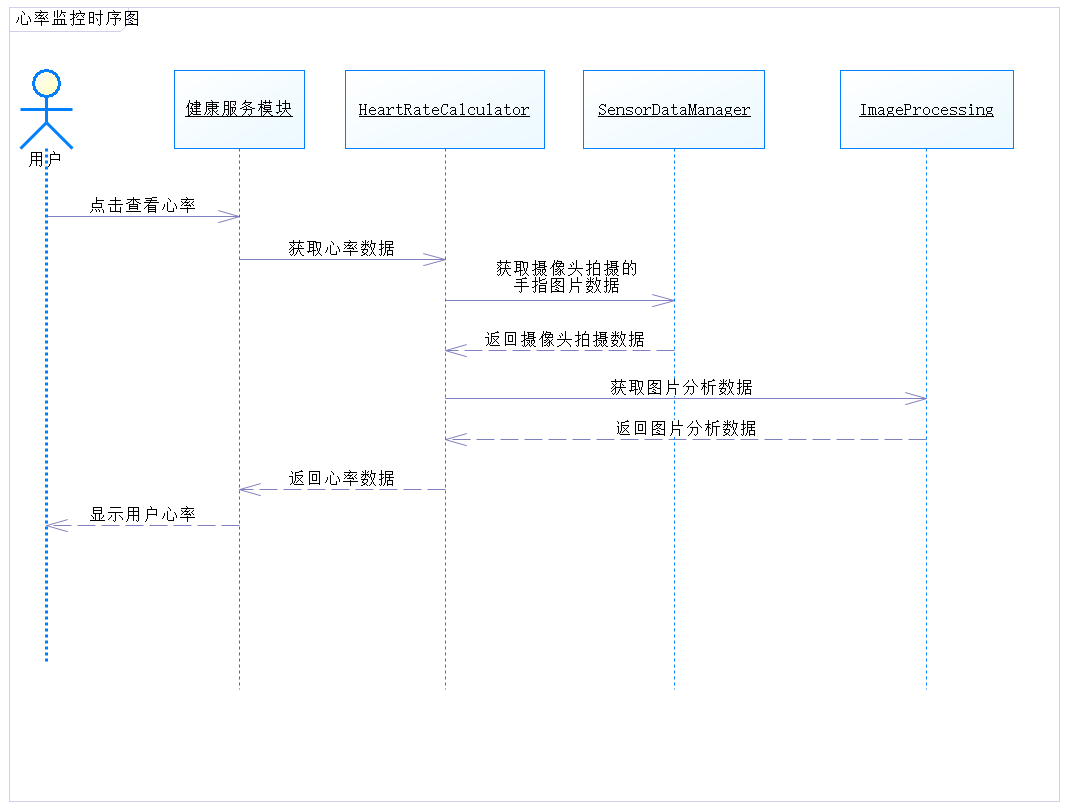 心率监控时序图
用户
健康服务模块
HeartRateCalculator
SensorDataManager
ImageProcessing
点击查看心率
获取心率数据
获取摄像头拍摄的
手指图片数据
返回摄像头拍摄数据
获取图片分析数据
返回图片分析数据
返回心率数据
显示用户心率